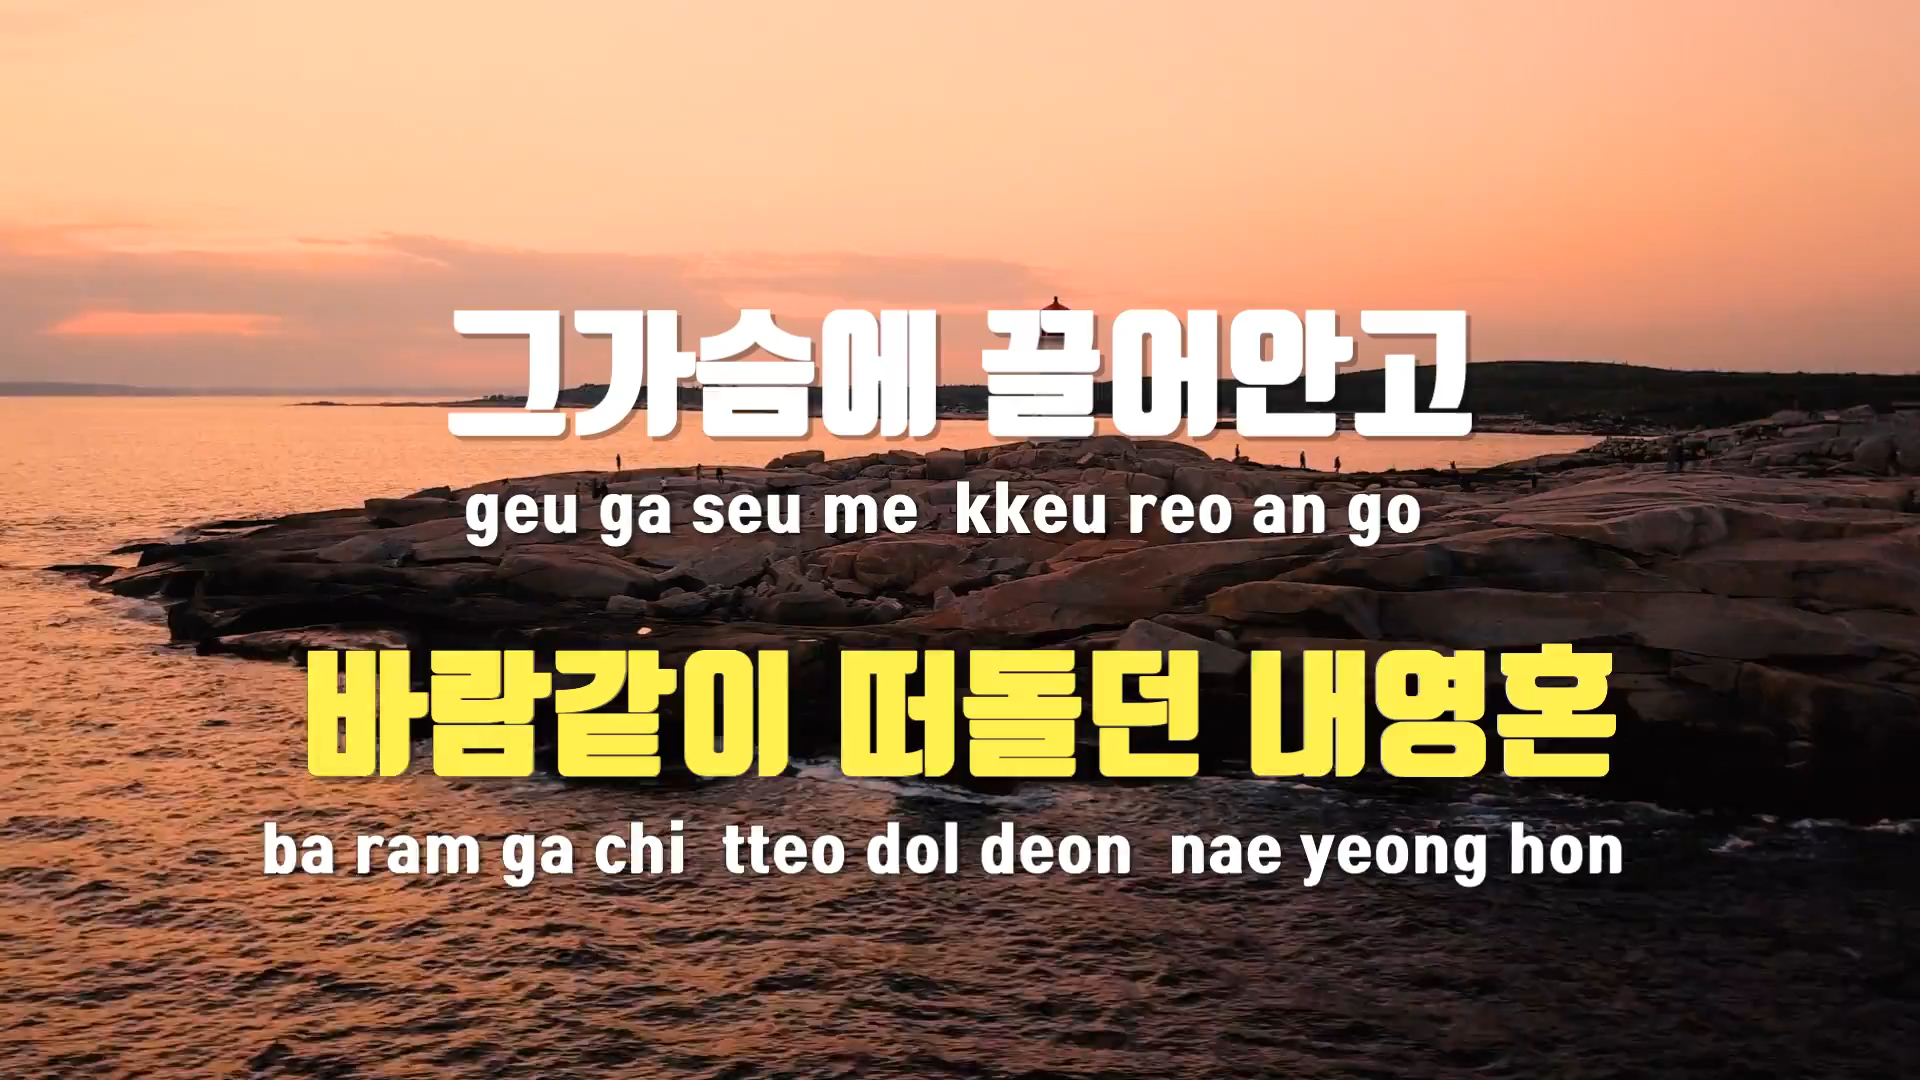 그가슴에 끌어안고
geu ga seu me kkeu reo an go
바람같이 떠돌던 내영혼
ba ram ga chi tteo dol deon nae yeong hon